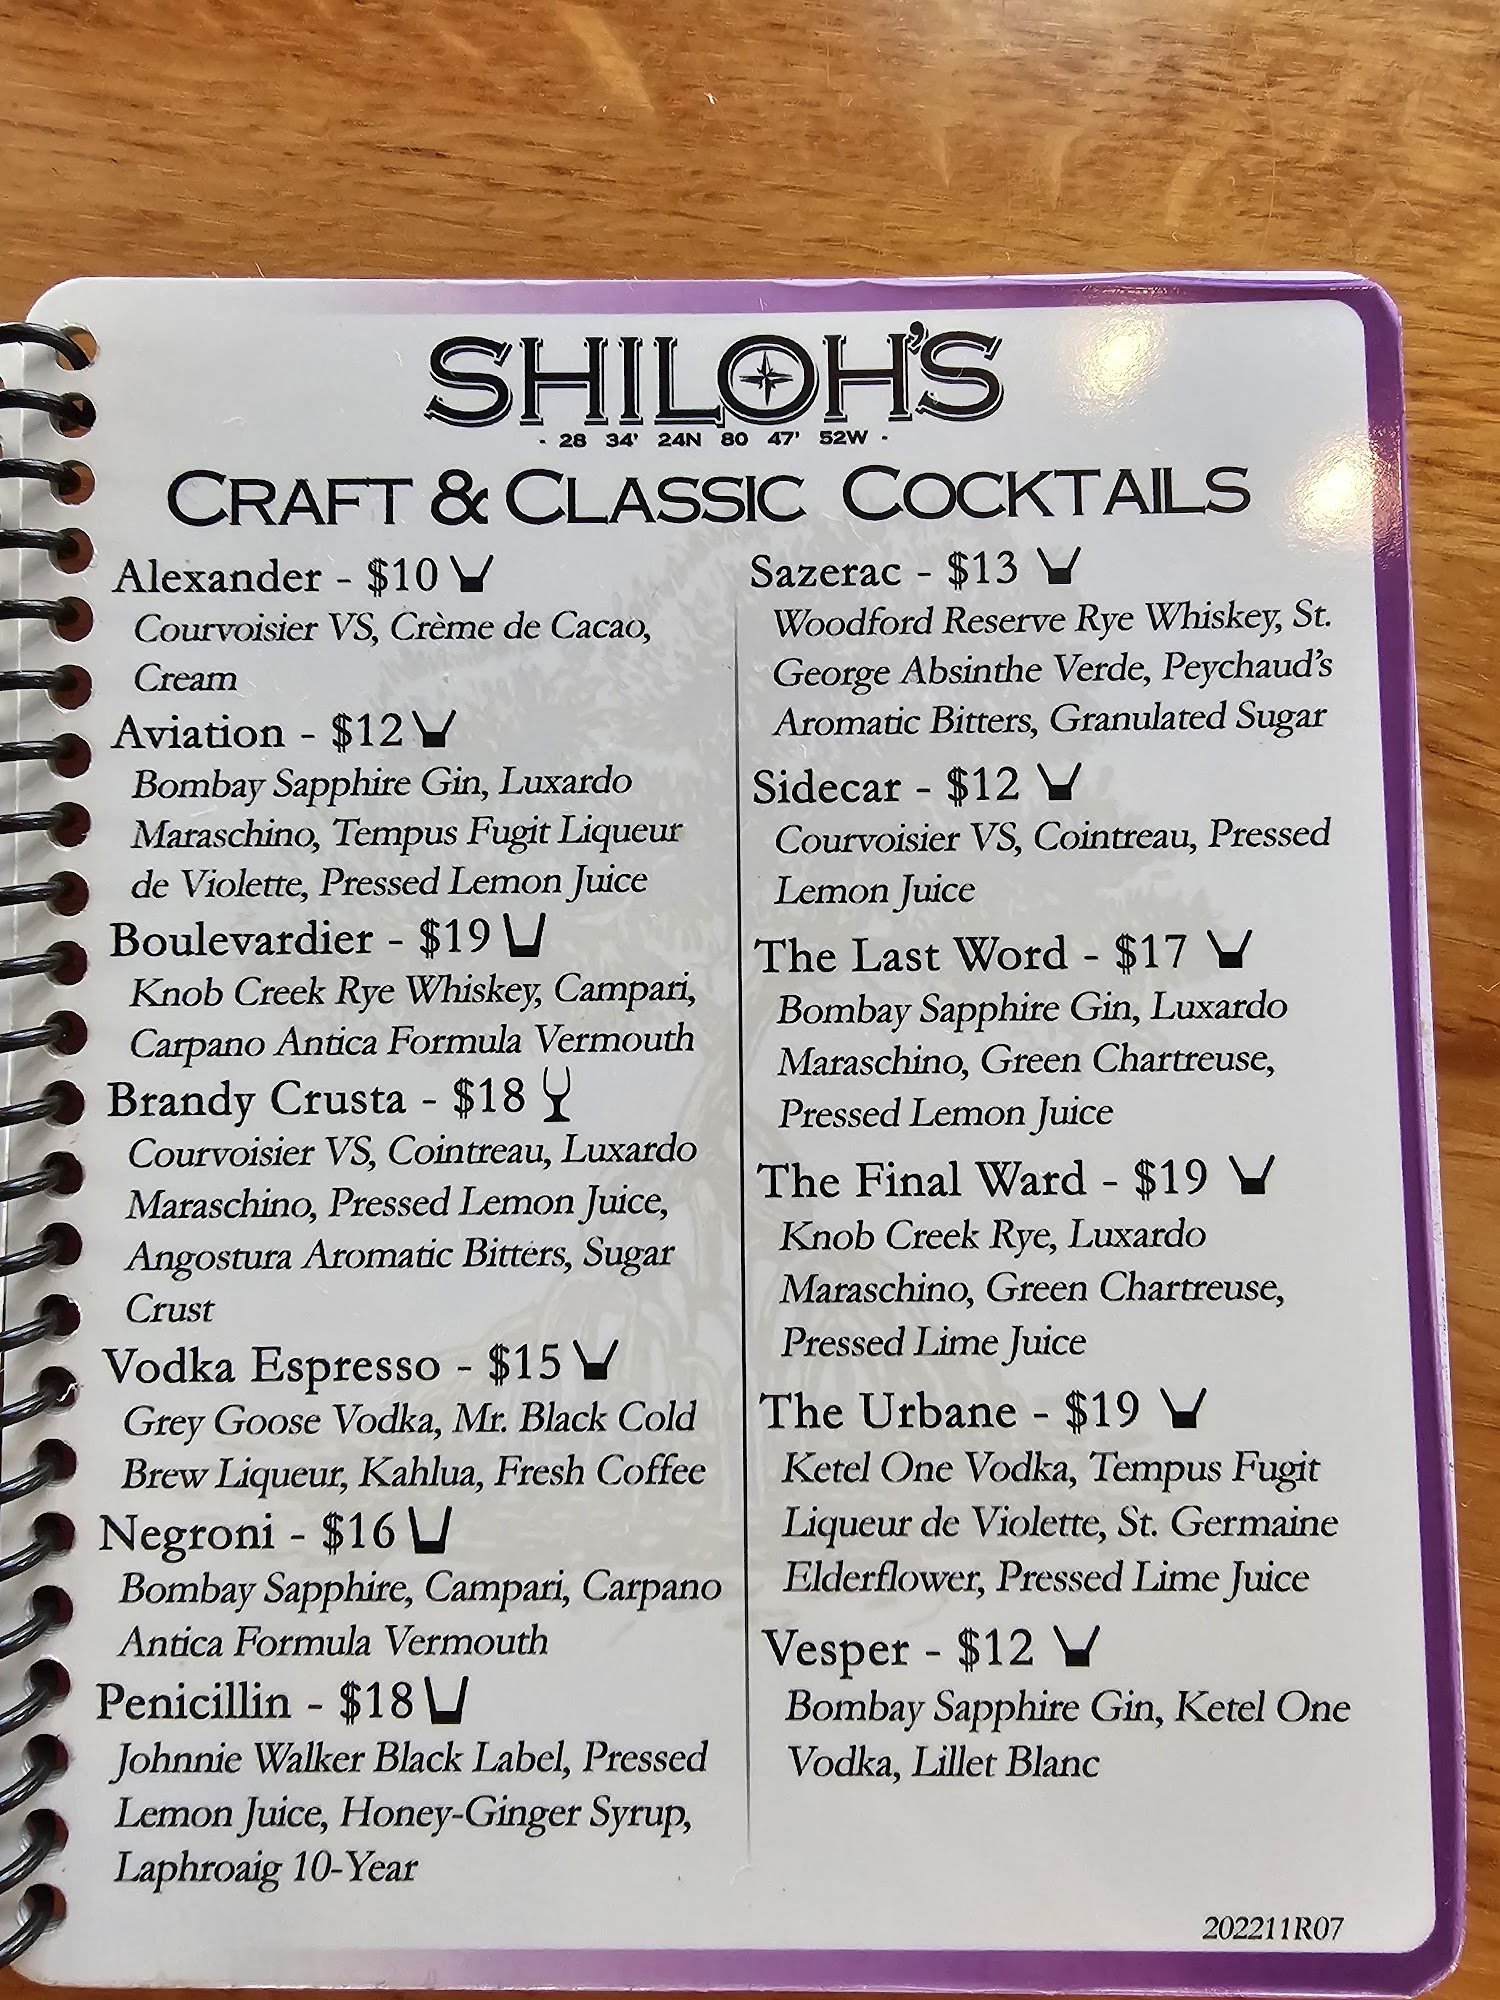 SHILOH'S
· 28 34' 24N 80 47' 52W ·
CRAFT & CLASSIC COCKTAILS
Alexander - $10
Courvoisier VS, Crème de Cacao,
Cream
Aviation - $12
Bombay Sapphire Gin, Luxardo
Maraschino, Tempus Fugit Liqueur
de Violette, Pressed Lemon Juice
Boulevardier - $19
Knob Creek Rye Whiskey, Campari,
Carpano Antica Formula Vermouth
Brandy Crusta - $18
Courvoisier VS, Cointreau, Luxardo
Maraschino, Pressed Lemon Juice,
Angostura Aromatic Bitters, Sugar
Crust
Vodka Espresso - $15
Grey Goose Vodka, Mr. Black Cold
Brew Liqueur, Kahlua, Fresh Coffee
Negroni - $16
Bombay Sapphire, Campari, Carpano
Antica Formula Vermouth
Penicillin - $18
Johnnie Walker Black Label, Pressed
Lemon Juice, Honey-Ginger Syrup,
Laphroaig 10-Year
Sazerac - $13
Woodford Reserve Rye Whiskey, St.
George Absinthe Verde, Peychaud's
Aromatic Bitters, Granulated Sugar
Sidecar - $12
Courvoisier VS, Cointreau, Pressed
Lemon Juice
The Last Word - $17
Bombay Sapphire Gin, Luxardo
Maraschino, Green Chartreuse,
Pressed Lemon Juice
The Final Ward - $19
Knob Creek Rye, Luxardo
Maraschino, Green Chartreuse,
Pressed Lime Juice
The Urbane - $19
Ketel One Vodka, Tempus Fugit
Liqueur de Violette, St. Germaine
Elderflower, Pressed Lime Juice
Vesper - $12
Bombay Sapphire Gin, Ketel One
Vodka, Lillet Blanc
202211R07